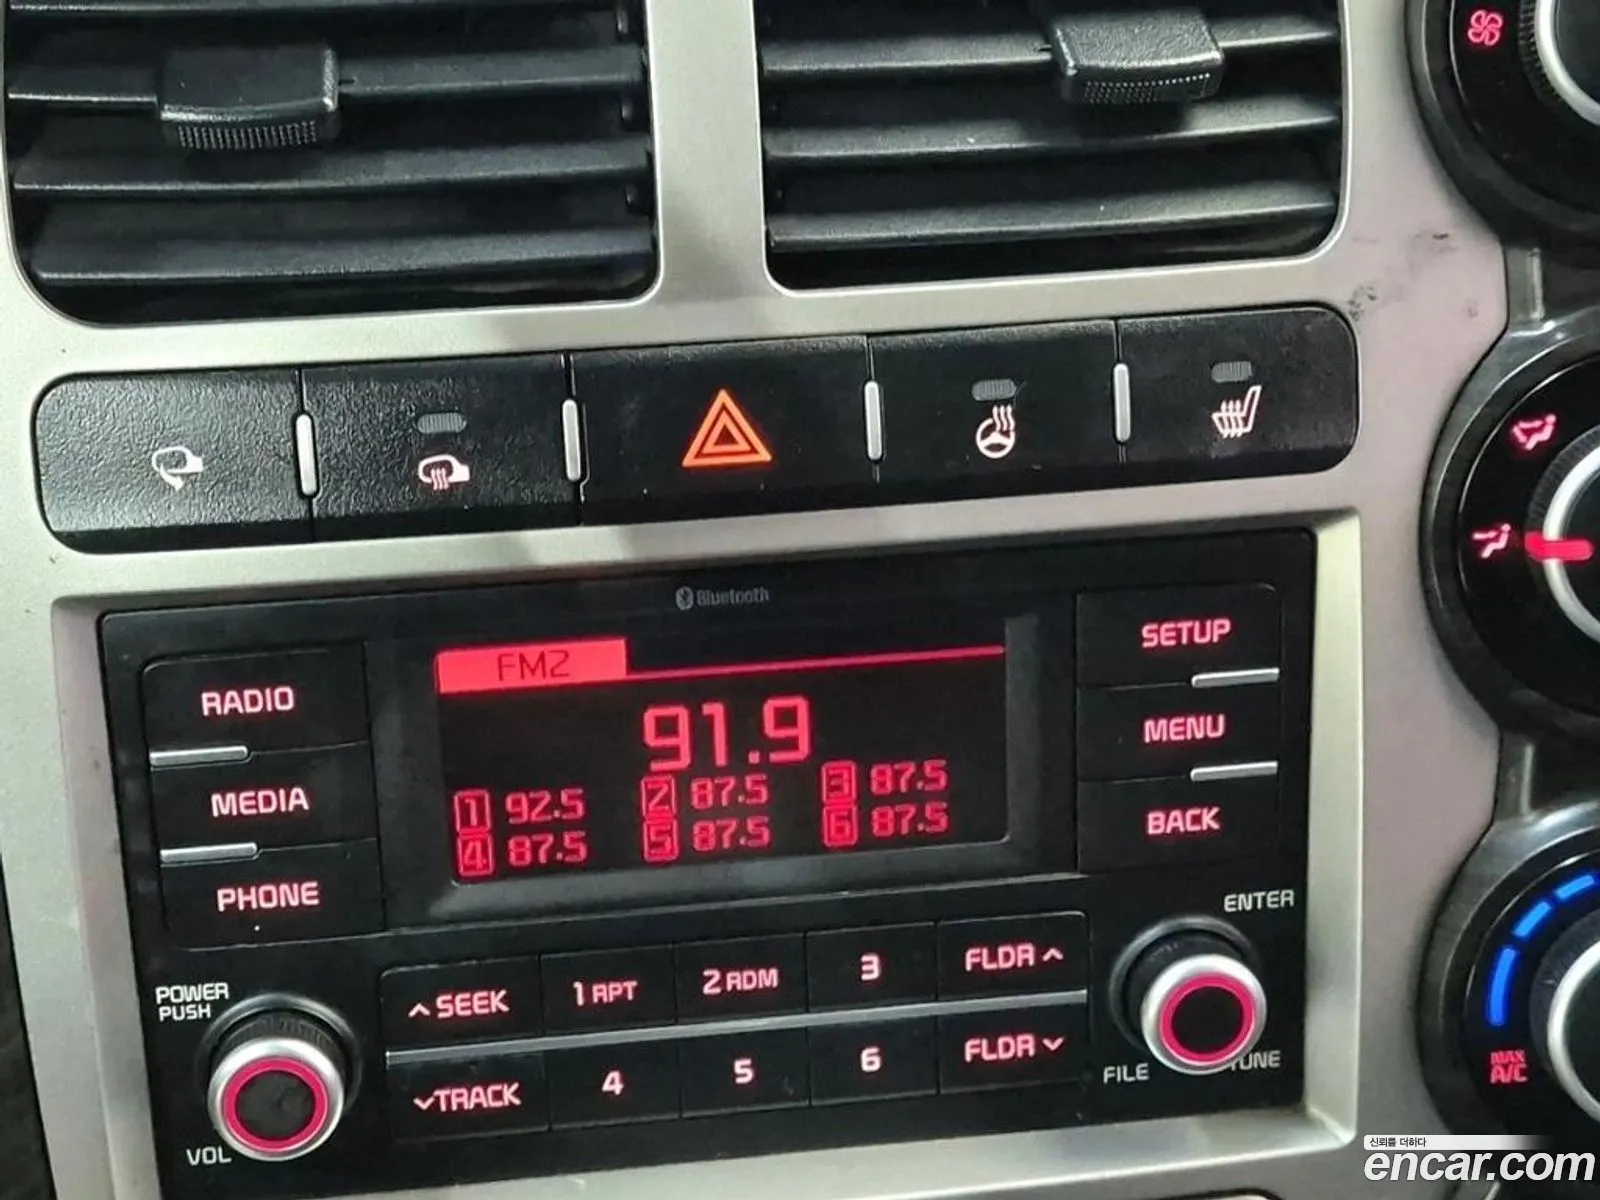 Bluetooth
FM2
91.9
1 92.5 2 87.5 3 87.5
4 87.5 5 87.5 6 87.5
RADIO
MEDIA
PHONE
SETUP
MENU
BACK
POWER
PUSH
VOL
^ SEEK
1 RPT
2 RDM
3
FLDR ^
˅TRACK
4
5
6
FLDR ˅
ENTER
FILE
TUNE
MAX
A/C
신뢰를 더하다
encar.com